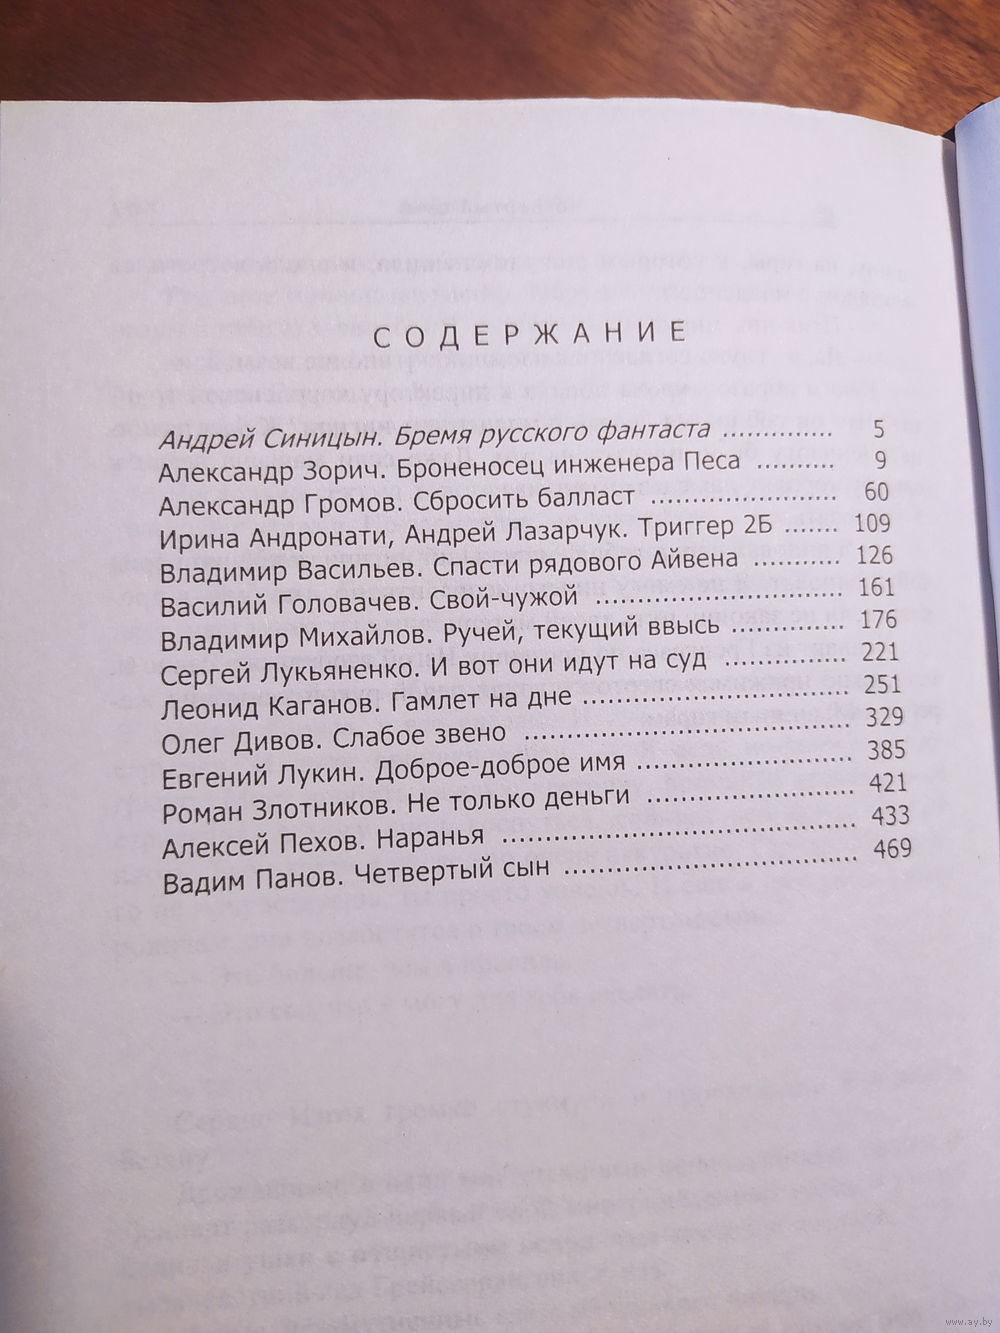 СОДЕРЖАНИЕ
Андрей Синицын. Бремя русского фантаста ............. 5
Александр Зорич. Броненосец инженера Песа ......... 9
Александр Громов. Сбросить балласт ....................... 60
Ирина Андронати, Андрей Лазарчук. Триггер 2Б ....... 109
Владимир Васильев. Спасти рядового Айвена .......... 126
Василий Головачев. Свой-чужой ............................ 161
Владимир Михайлов. Ручей, текущий ввысь ............ 176
Сергей Лукьяненко. И вот они идут на суд .............. 221
Леонид Каганов. Гамлет на дне ............................... 251
Олег Дивов. Слабое звено ..................................... 329
Евгений Лукин. Доброе-доброе имя ......................... 385
Роман Злотников. Не только деньги ........................ 421
Алексей Пехов. Наранья ......................................... 433
Вадим Панов. Четвертый сын ................................. 469
www.ay.by